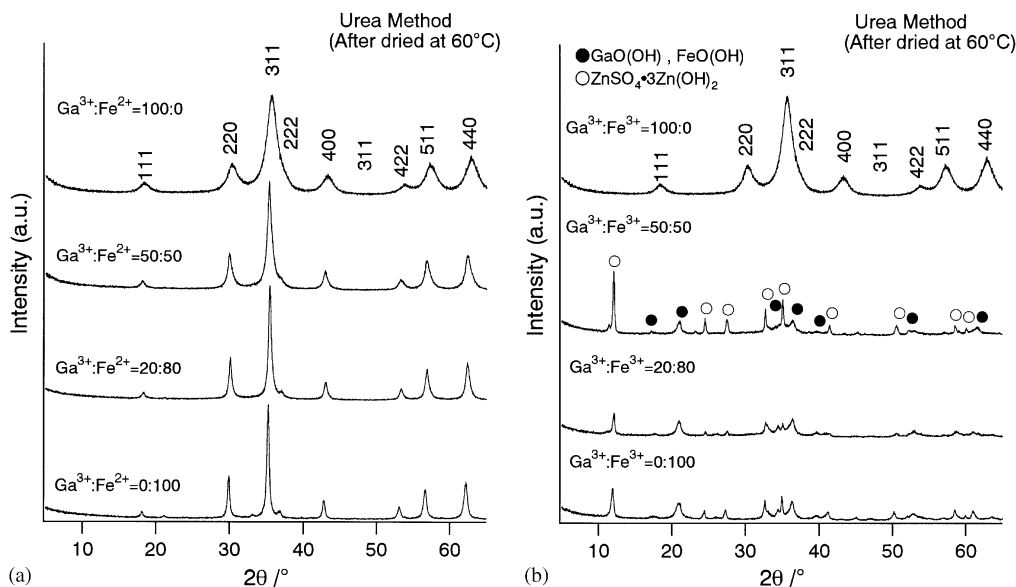 Urea Method
(After dried at 60°C)
Intensity (a.u.)
Ga³⁺:Fe²⁺=100:0
111
220
311
222
400
311
422
511
440
Ga³⁺:Fe²⁺=50:50
Ga³⁺:Fe²⁺=20:80
Ga³⁺:Fe²⁺=0:100
10 20 30 40 50 60
2θ /°
(a)
Urea Method
(After dried at 60°C)
●GaO(OH) , FeO(OH)
○ZnSO₄•3Zn(OH)₂
Intensity (a.u.)
Ga³⁺:Fe³⁺=100:0
111
220
311
222
400
311
422
511
440
Ga³⁺:Fe³⁺=50:50
Ga³⁺:Fe³⁺=20:80
Ga³⁺:Fe³⁺=0:100
10 20 30 40 50 60
2θ /°
(b)